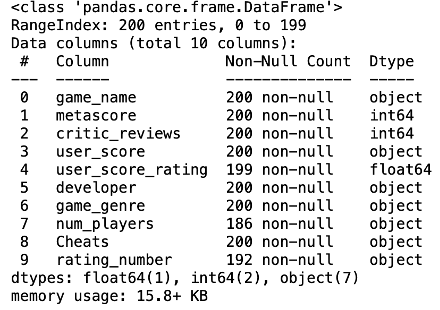 <class 'pandas.core.frame.DataFrame'>
RangeIndex: 200 entries, 0 to 199
Data columns (total 10 columns):
 #   Column             Non-Null Count  Dtype
---  ------             --------------  -----
 0   game_name          200 non-null    object
 1   metascore          200 non-null    int64
 2   critic_reviews     200 non-null    int64
 3   user_score         200 non-null    object
 4   user_score_rating  199 non-null    float64
 5   developer          200 non-null    object
 6   game_genre         200 non-null    object
 7   num_players        186 non-null    object
 8   Cheats             200 non-null    object
 9   rating_number      192 non-null    object
dtypes: float64(1), int64(2), object(7)
memory usage: 15.8+ KB